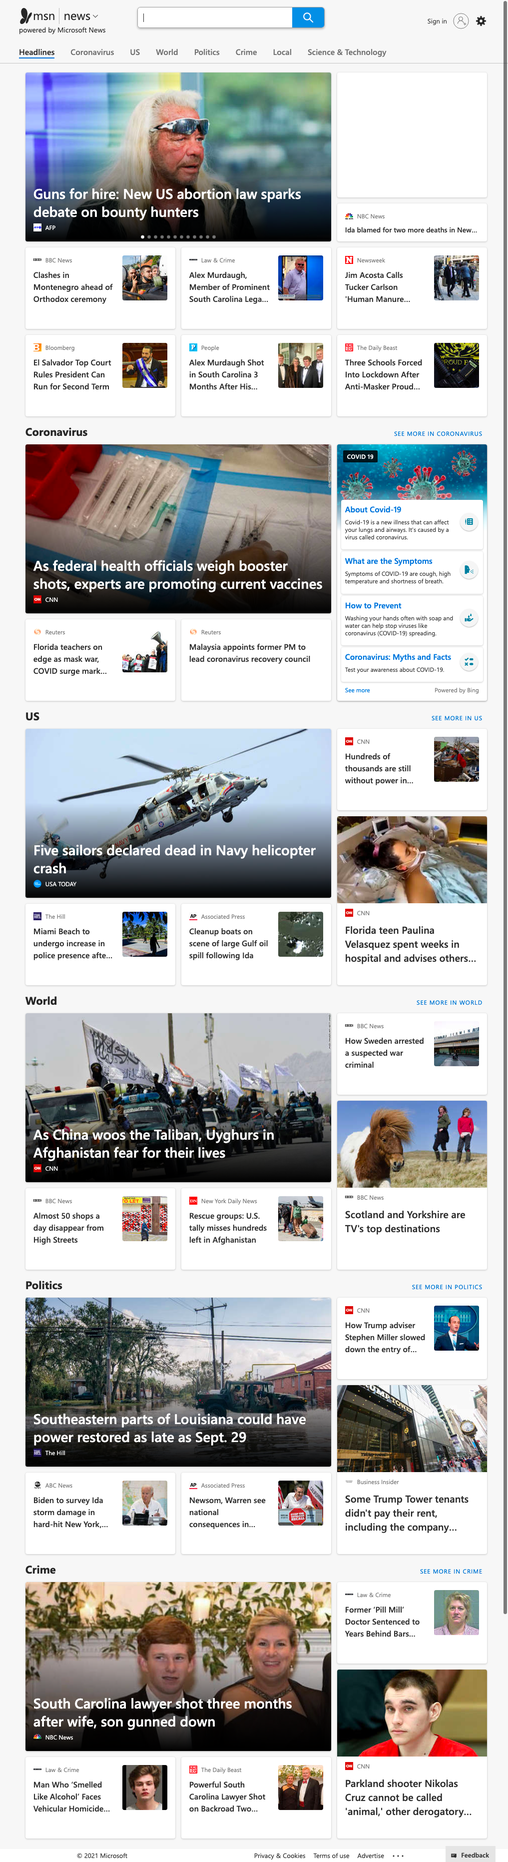 msn news
powered by Microsoft News
Sign in
Headlines Coronavirus US World Politics Crime Local Science & Technology
Guns for hire: New US abortion law sparks
debate on bounty hunters
AFP
NBC News
Ida blamed for two more deaths in New...
BBC News
Clashes in
Montenegro ahead of
Orthodox ceremony
Law & Crime
Alex Murdaugh,
Member of Prominent
South Carolina Lega...
Newsweek
Jim Acosta Calls
Tucker Carlson
'Human Manure...
Bloomberg
El Salvador Top Court
Rules President Can
Run for Second Term
People
Alex Murdaugh Shot
in South Carolina 3
Months After His...
The Daily Beast
Three Schools Forced
Into Lockdown After
Anti-Masker Proud...
Coronavirus
SEE MORE IN CORONAVIRUS
As federal health officials weigh booster
shots, experts are promoting current vaccines
CNN
COVID 19
About Covid-19
Covid-19 is a new illness that can affect
your lungs and airways. It's caused by a
virus called coronavirus.
What are the Symptoms
Symptoms of COVID-19 are cough, high
temperature and shortness of breath.
How to Prevent
Washing your hands often with soap and
water can help stop viruses like
coronavirus (COVID-19) spreading.
Coronavirus: Myths and Facts
Test your awareness about COVID-19.
See more
Powered by Bing
Reuters
Florida teachers on
edge as mask war,
COVID surge mark...
Reuters
Malaysia appoints former PM to
lead coronavirus recovery council
US
SEE MORE IN US
Five sailors declared dead in Navy helicopter
crash
USA TODAY
CNN
Hundreds of
thousands are still
without power in...
CNN
Florida teen Paulina
Velasquez spent weeks in
hospital and advises others...
The Hill
Miami Beach to
undergo increase in
police presence afte...
Associated Press
Cleanup boats on
scene of large Gulf oil
spill following Ida
World
SEE MORE IN WORLD
As China woos the Taliban, Uyghurs in
Afghanistan fear for their lives
CNN
BBC News
How Sweden arrested
a suspected war
criminal
BBC News
Scotland and Yorkshire are
TV's top destinations
BBC News
Almost 50 shops a
day disappear from
High Streets
New York Daily News
Rescue groups: U.S.
tally misses hundreds
left in Afghanistan
Politics
SEE MORE IN POLITICS
Southeastern parts of Louisiana could have
power restored as late as Sept. 29
The Hill
CNN
How Trump adviser
Stephen Miller slowed
down the entry of...
Business Insider
Some Trump Tower tenants
didn't pay their rent,
including the company...
ABC News
Biden to survey Ida
storm damage in
hard-hit New York,...
Associated Press
Newsom, Warren see
national
consequences in...
Crime
SEE MORE IN CRIME
South Carolina lawyer shot three months
after wife, son gunned down
NBC News
Law & Crime
Former 'Pill Mill'
Doctor Sentenced to
Years Behind Bars...
CNN
Parkland shooter Nikolas
Cruz cannot be called
'animal,' other derogatory...
Law & Crime
Man Who 'Smelled
Like Alcohol' Faces
Vehicular Homicide...
The Daily Beast
Powerful South
Carolina Lawyer Shot
on Backroad Two...
© 2021 Microsoft
Privacy & Cookies Terms of use Advertise ...
Feedback